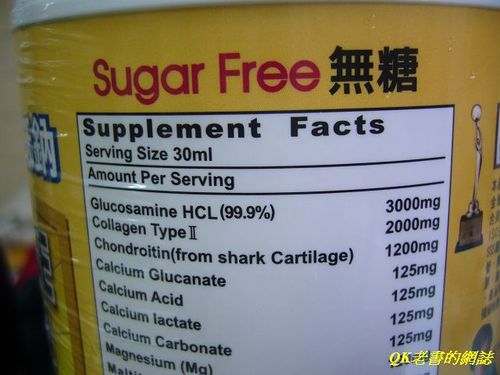 Sugar Free 無糖
Supplement Facts
Serving Size 30ml
Amount Per Serving
Glucosamine HCL(99.9%) 3000mg
Collagen TypeⅡ 2000mg
Chondroitin(from shark Cartilage) 1200mg
Calcium Glucanate 125mg
Calcium Acid 125mg
Calcium lactate 125mg
Calcium Carbonate 125mg
Magnesium (Mg)
鈉
QK老書的網誌